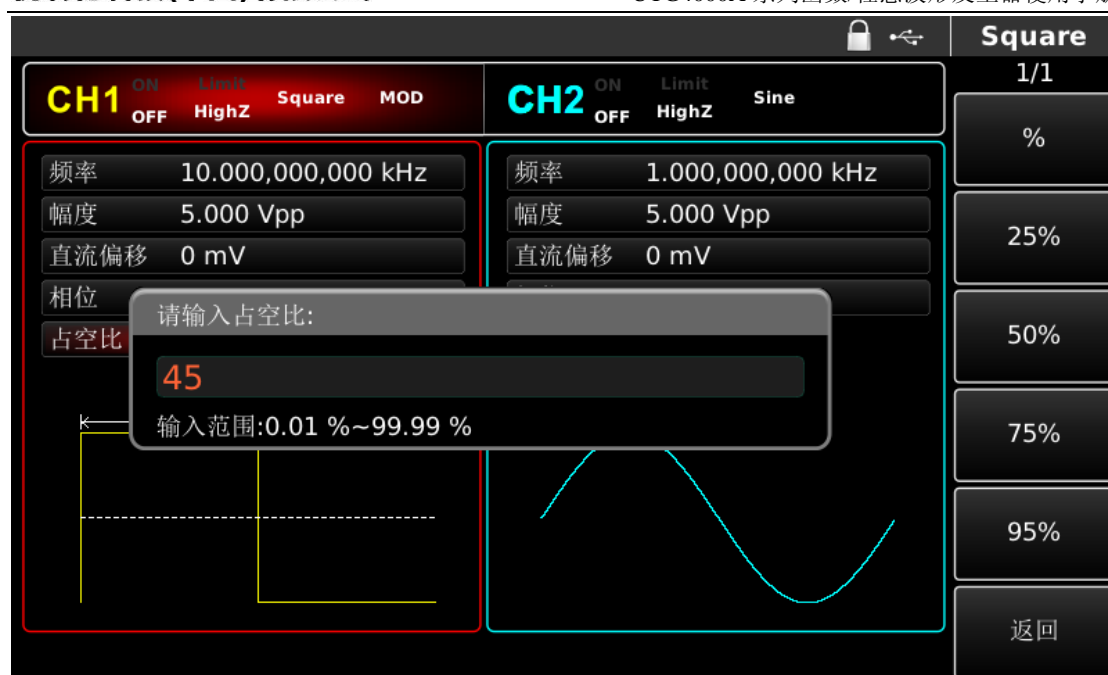 Square
1/1
CH1 ON OFF Limit HighZ Square MOD
CH2 ON OFF Limit HighZ Sine
频率 10.000,000,000 kHz
幅度 5.000 Vpp
直流偏移 0 mV
相位
占空比
频率 1.000,000,000 kHz
幅度 5.000 Vpp
直流偏移 0 mV
请输入占空比:
45
输入范围:0.01 %~99.99 %
%
25%
50%
75%
95%
返回